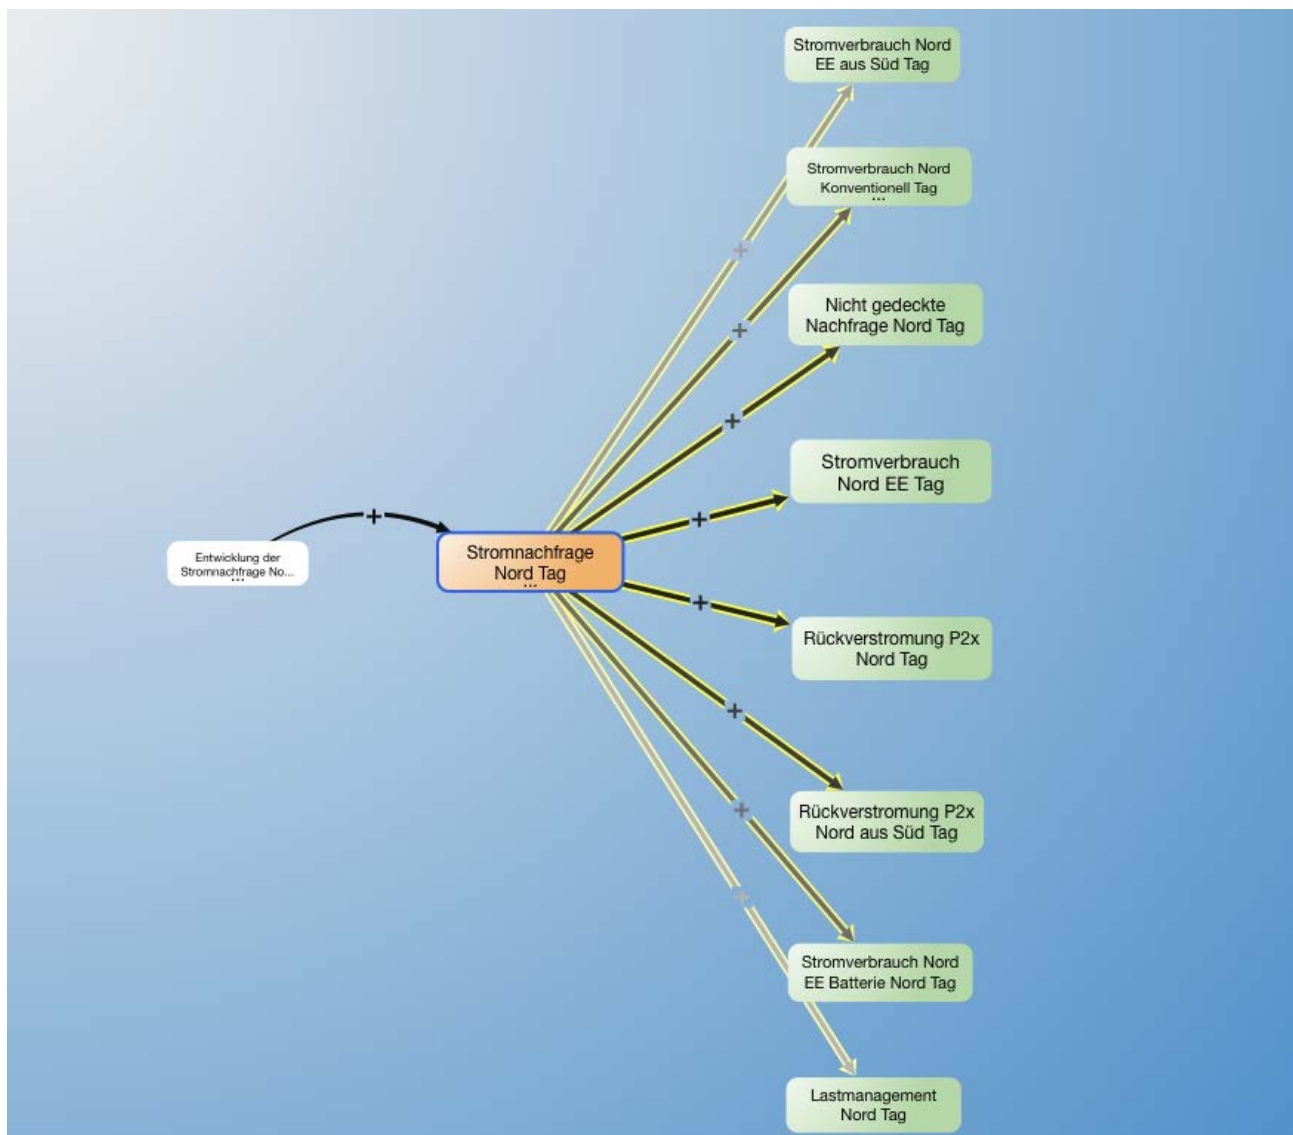 Stromverbrauch Nord
EE aus Süd Tag
Stromverbrauch Nord
Konventionell Tag
...
Nicht gedeckte
Nachfrage Nord Tag
Stromverbrauch
Nord EE Tag
Entwicklung der
Stromnachfrage No...
...
Stromnachfrage
Nord Tag
...
Rückverstromung P2x
Nord Tag
Rückverstromung P2x
Nord aus Süd Tag
Stromverbrauch Nord
EE Batterie Nord Tag
Lastmanagement
Nord Tag